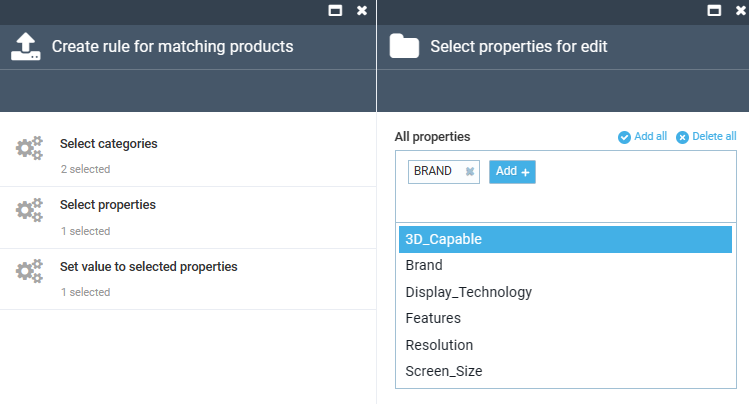 Create rule for matching products
Select categories
2 selected
Select properties
1 selected
Set value to selected properties
1 selected
Select properties for edit
All properties
Add all
Delete all
BRAND
Add +
3D_Capable
Brand
Display_Technology
Features
Resolution
Screen_Size